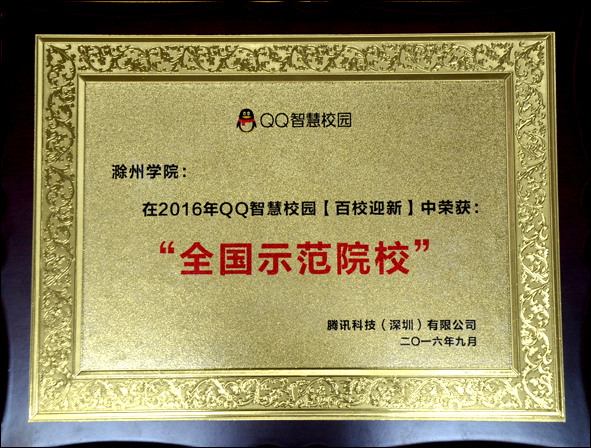 QQ智慧校园
滁州学院：
在2016年QQ智慧校园【百校迎新】中荣获：
“全国示范院校”
腾讯科技（深圳）有限公司
二〇一六年九月